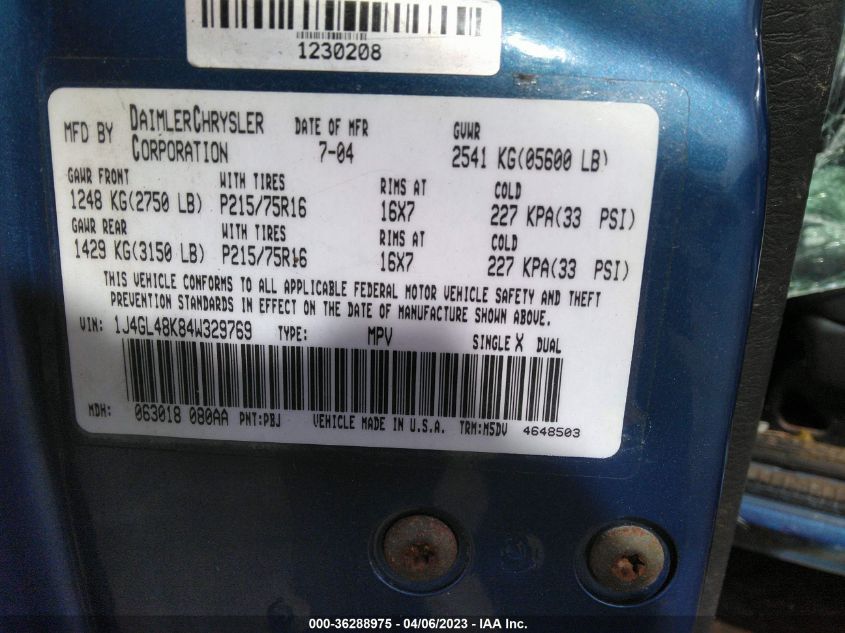 1230208
MFD BY DAIMLERCHRYSLER CORPORATION DATE OF MFR 7-04 GVWR 2541 KG(05600 LB)
GAWR FRONT WITH TIRES RIMS AT COLD
1248 KG(2750 LB) P215/75R16 16X7 227 KPA(33 PSI)
GAWR REAR WITH TIRES RIMS AT COLD
1429 KG(3150 LB) P215/75R16 16X7 227 KPA(33 PSI)
THIS VEHICLE CONFORMS TO ALL APPLICABLE FEDERAL MOTOR VEHICLE SAFETY AND THEFT
PREVENTION STANDARDS IN EFFECT ON THE DATE OF MANUFACTURE SHOWN ABOVE.
VIN: 1J4GL48K84W329769 TYPE: MPV SINGLE X DUAL
MDH: 063018 080AA PNT:PBJ VEHICLE MADE IN U.S.A. TRM:M5DV 4648503
000-36288975 - 04/06/2023 - IAA Inc.